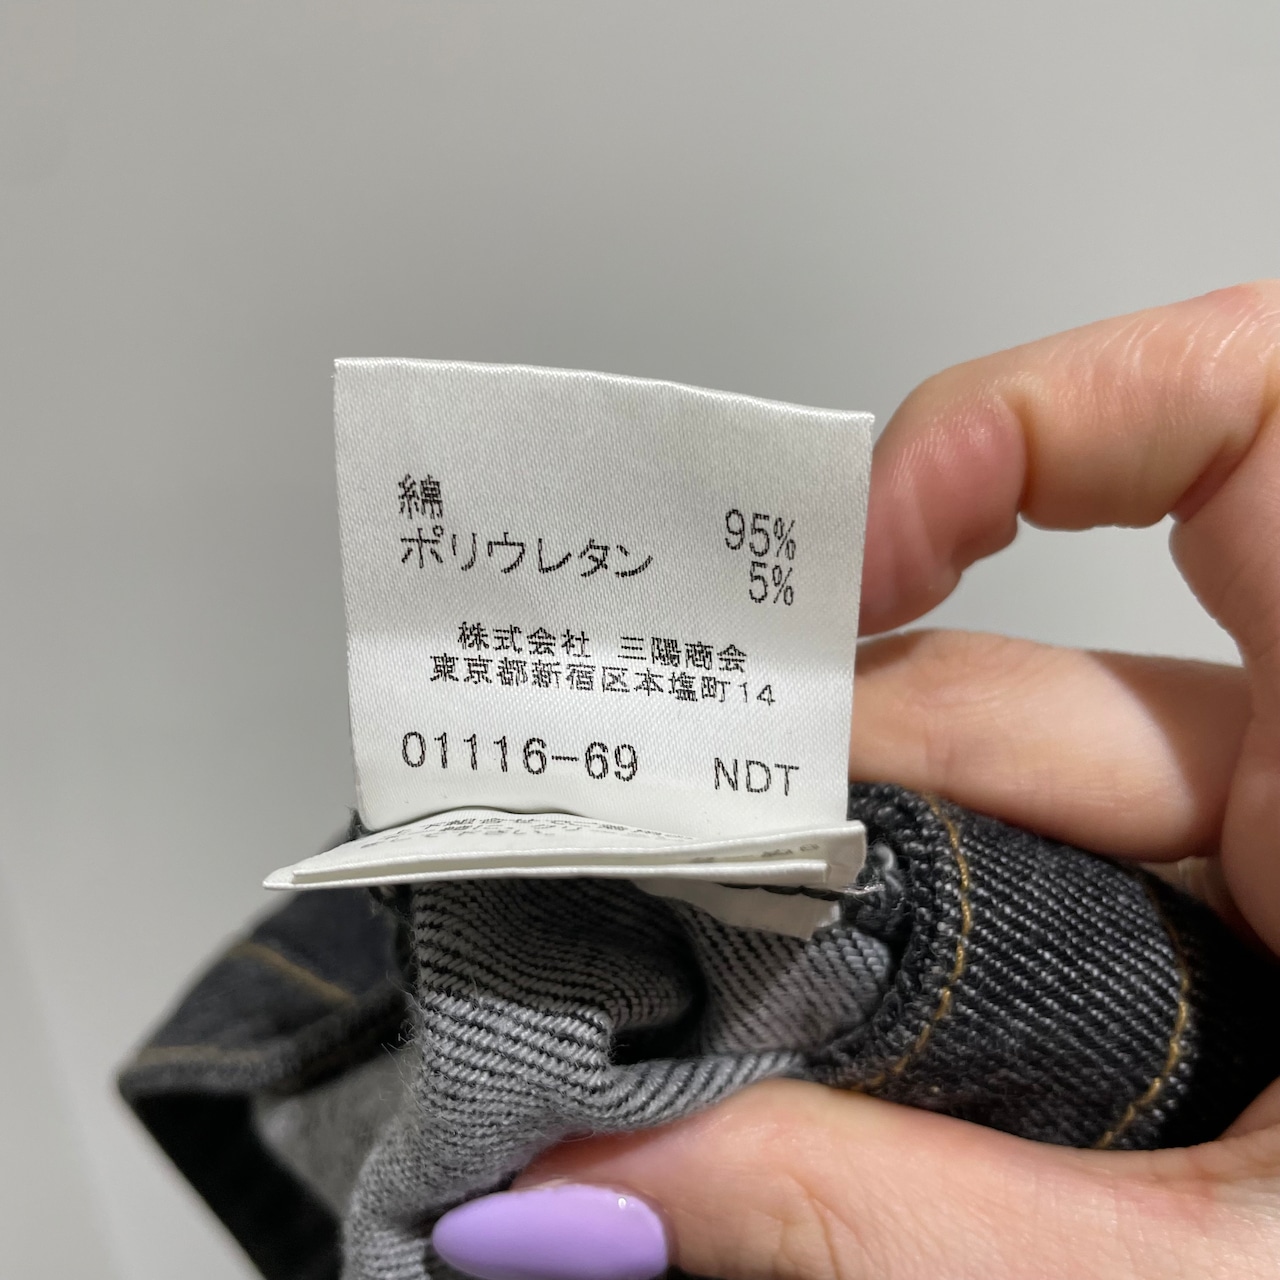 綿 95%
ポリウレタン 5%
株式会社 三陽商会
東京都新宿区本塩町14
01116-69 NDT